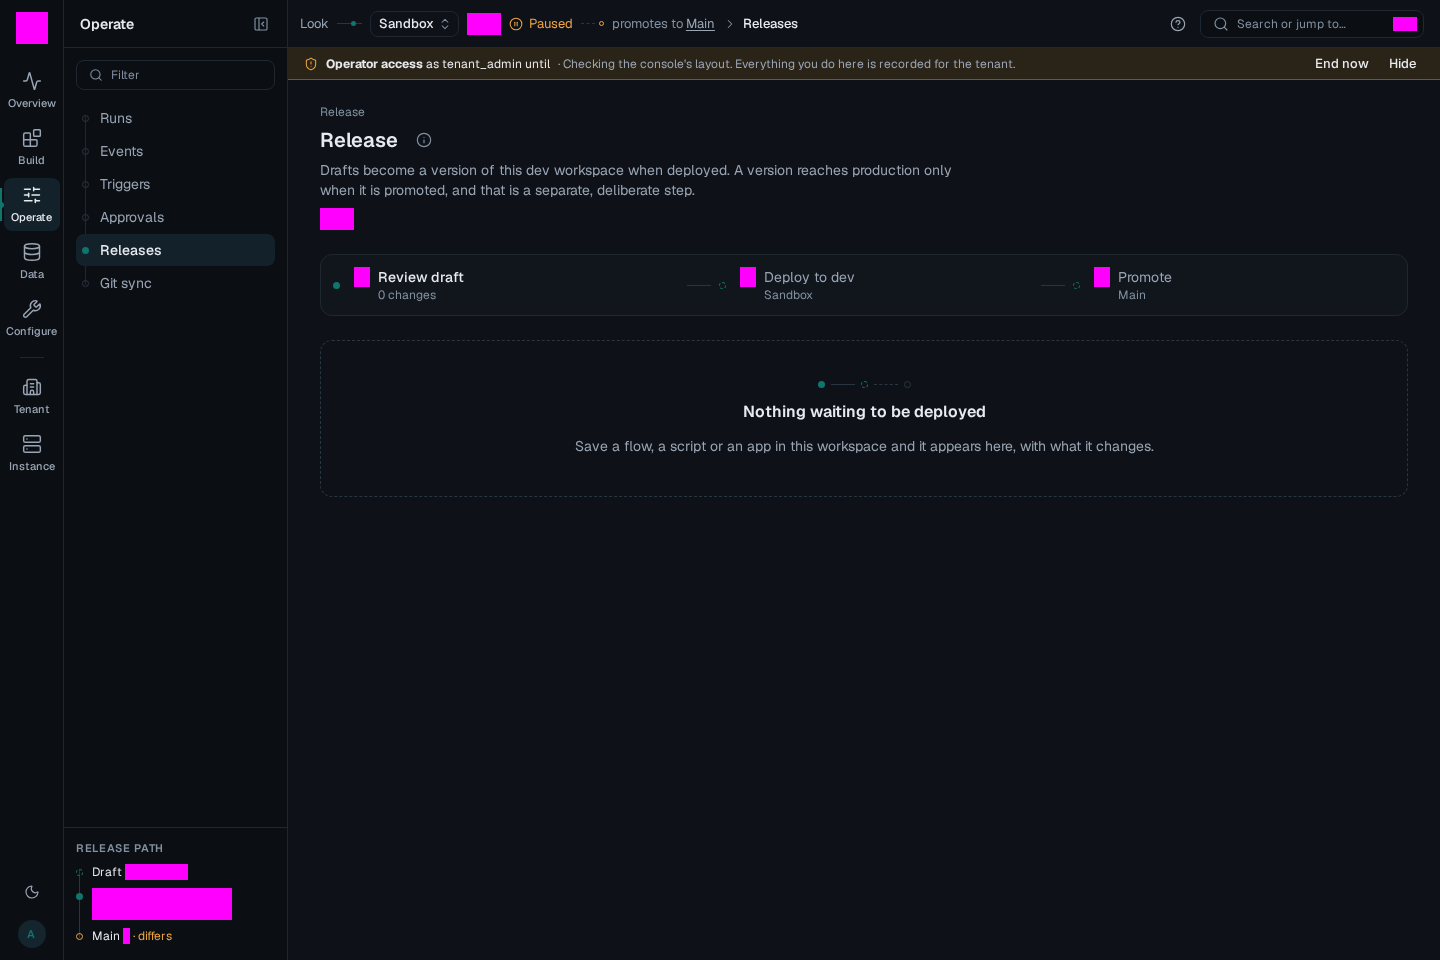 Operate
Look
Sandbox
Paused
promotes to Main
Releases
Search or jump to...
Operator access as tenant_admin until · Checking the console's layout. Everything you do here is recorded for the tenant.
End now
Hide
Overview
Build
Operate
Data
Configure
Tenant
Instance
A
Filter
Runs
Events
Triggers
Approvals
Releases
Git sync
RELEASE PATH
Draft
Main · differs
Release
Release
Drafts become a version of this dev workspace when deployed. A version reaches production only
when it is promoted, and that is a separate, deliberate step.
Review draft
0 changes
Deploy to dev
Sandbox
Promote
Main
Nothing waiting to be deployed
Save a flow, a script or an app in this workspace and it appears here, with what it changes.